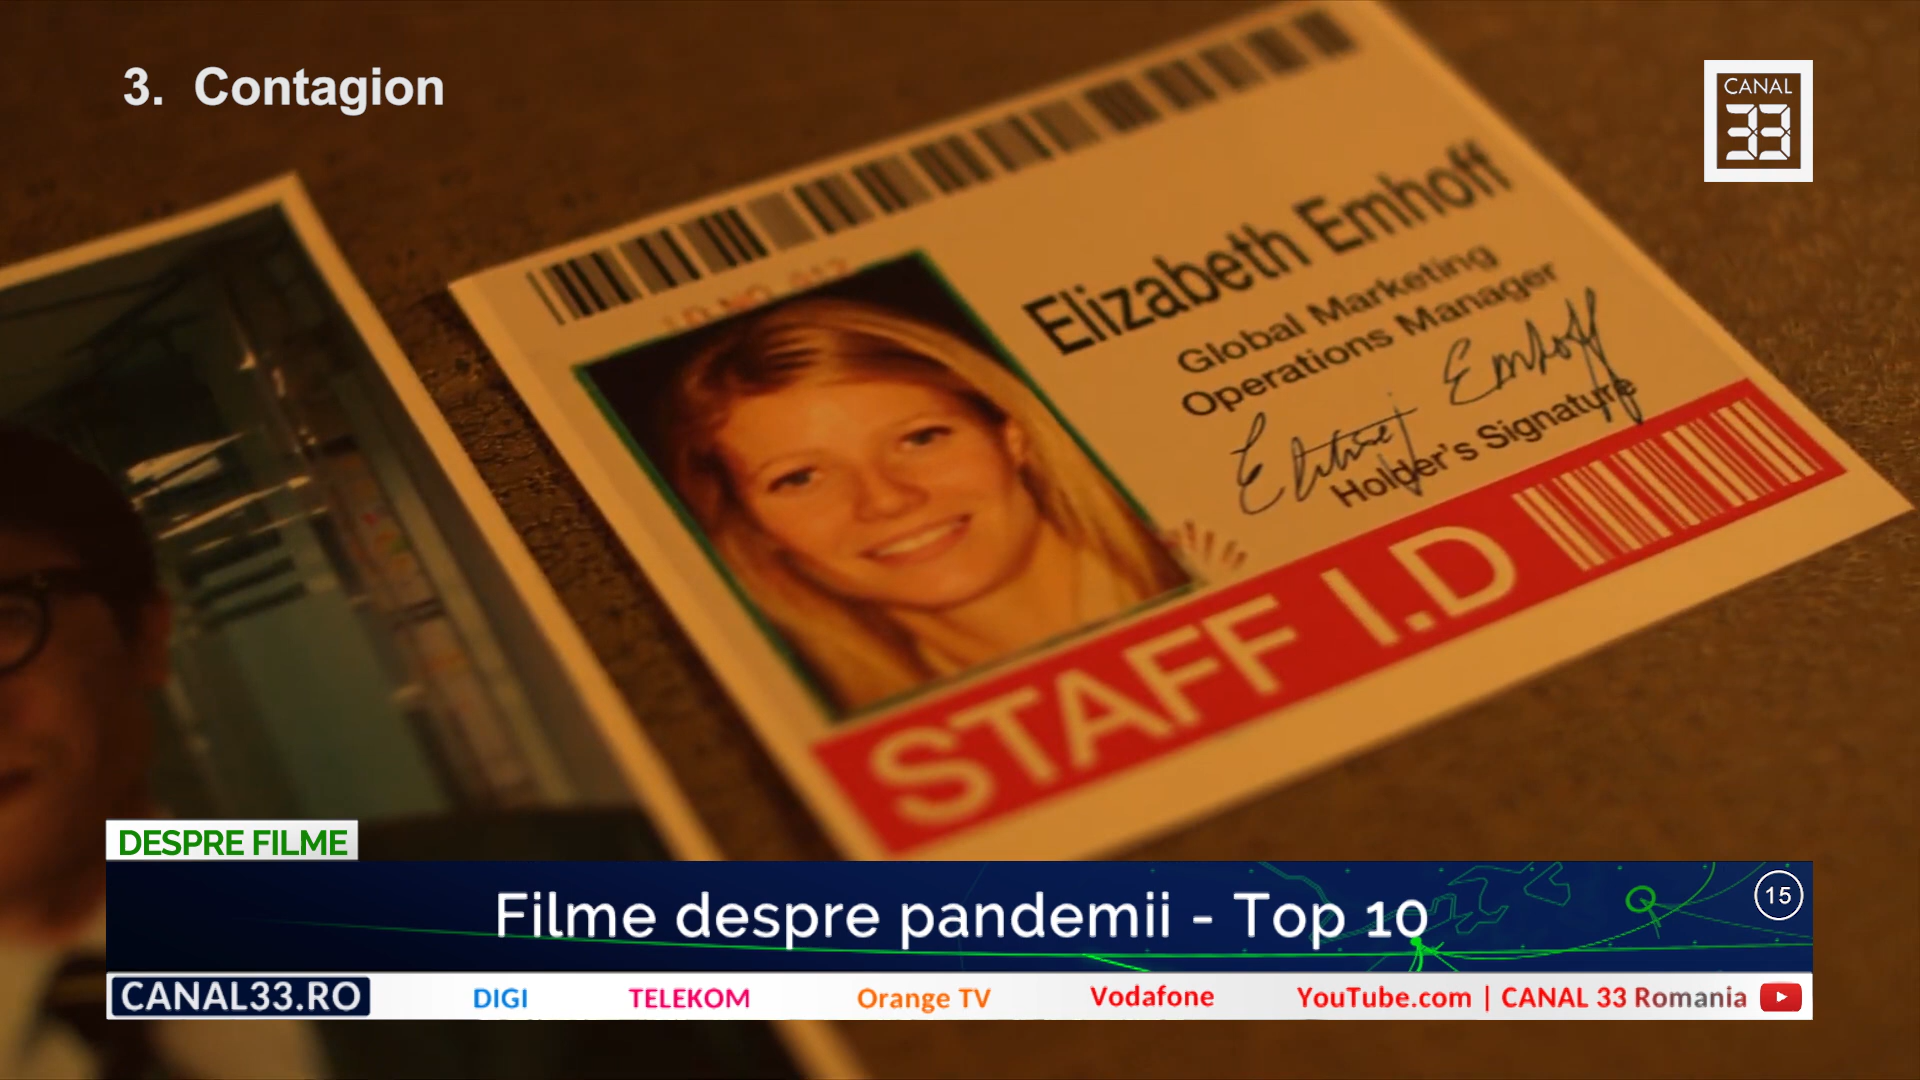 3. Contagion
CANAL
33
Elizabeth Emhoff
Global Marketing
Operations Manager
Holder's Signature
STAFF I.D
DESPRE FILME
Filme despre pandemii - Top 10
15
CANAL33.RO
DIGI
TELEKOM
Orange TV
Vodafone
YouTube.com | CANAL 33 Romania